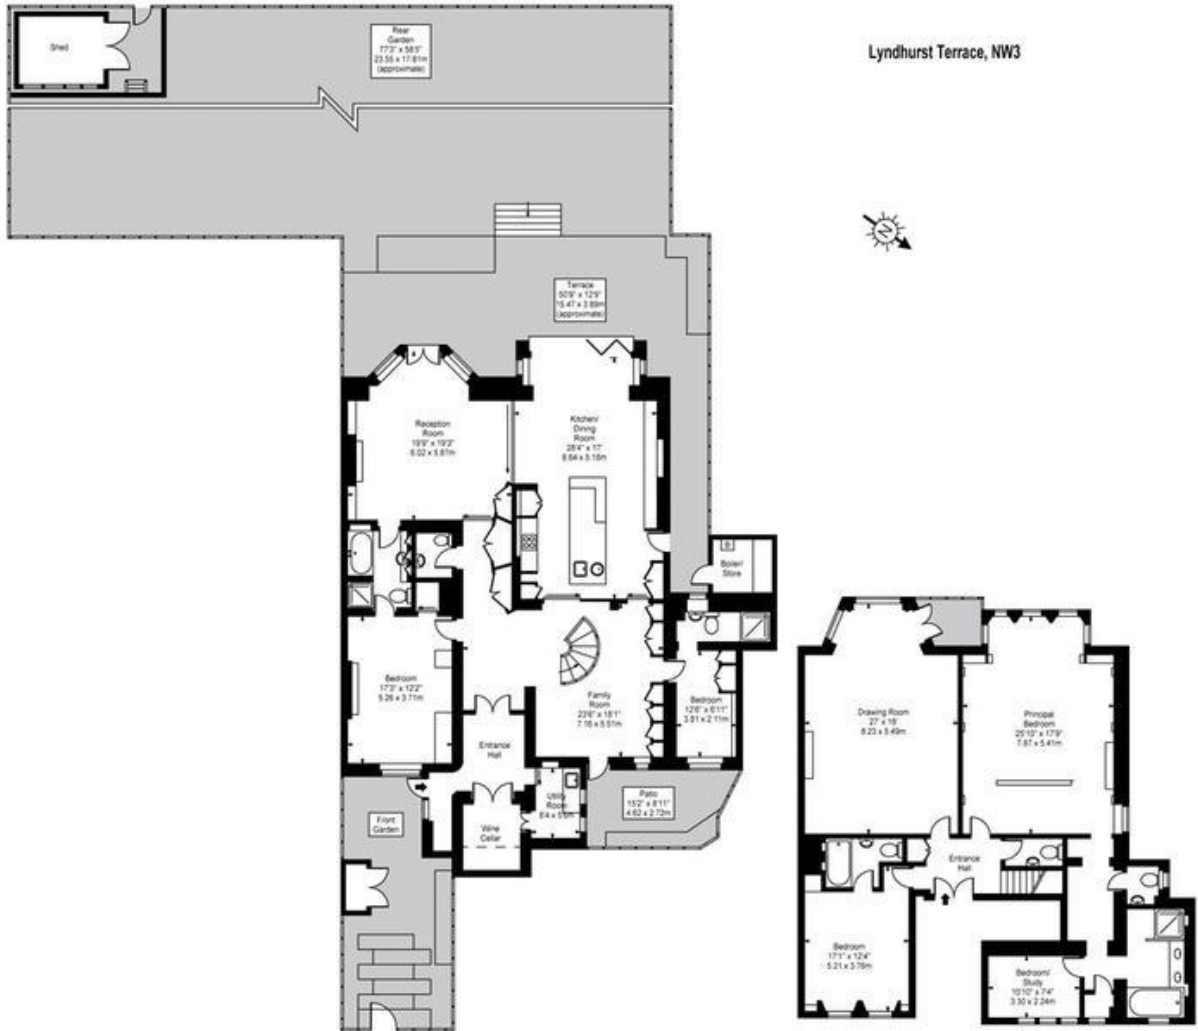 Lyndhurst Terrace, NW3
Shed
Rear
Garden
77'3" x 58'5"
23.55 x 17.81m
(approximate)
N
Terrace
50'9" x 12'9"
15.47 x 3.89m
(approximate)
Reception
Room
19'9" x 19'3"
6.02 x 5.87m
Kitchen/
Dining
Room
28'4" x 17'
8.64 x 5.18m
Boiler/
Store
Bedroom
17'3" x 12'2"
5.26 x 3.71m
Family
Room
23'6" x 18'1"
7.16 x 5.51m
Bedroom
12'6" x 6'11"
3.81 x 2.11m
Entrance
Hall
Utility
Room
Wine
Cellar
Patio
15'2" x 8'11"
4.62 x 2.72m
Front
Garden
Drawing Room
27' x 18'
8.23 x 5.49m
Principal
Bedroom
25'10" x 17'9"
7.87 x 5.41m
Entrance
Hall
Bedroom
17'1" x 12'4"
5.21 x 3.76m
Bedroom/
Study
10'10" x 7'4"
3.30 x 2.24m